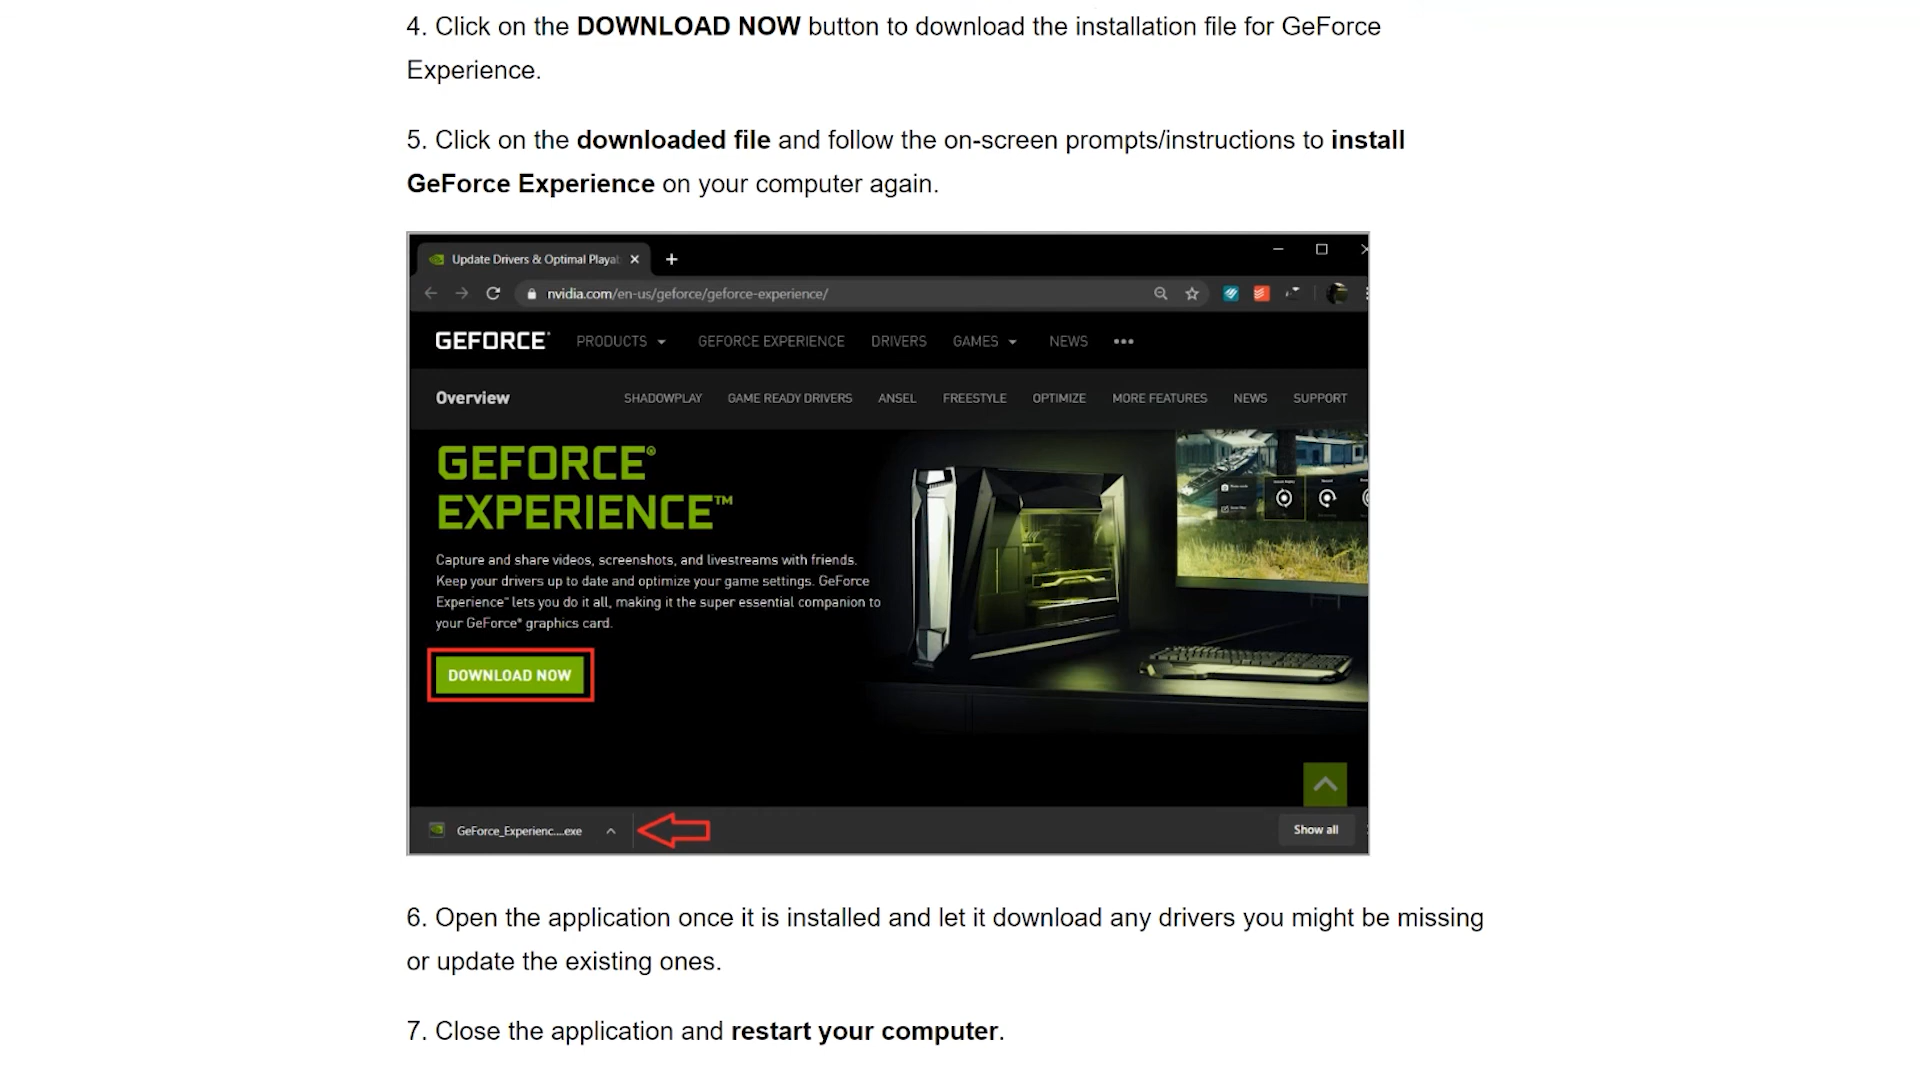 4. Click on the DOWNLOAD NOW button to download the installation file for GeForce
Experience.
5. Click on the downloaded file and follow the on-screen prompts/instructions to install
GeForce Experience on your computer again.
Update Drivers & Optimal Playab
nvidia.com/en-us/geforce/geforce-experience/
GEFORCE® PRODUCTS GEFORCE EXPERIENCE DRIVERS GAMES NEWS •••
Overview SHADOWPLAY GAME READY DRIVERS ANSEL FREESTYLE OPTIMIZE MORE FEATURES NEWS SUPPORT
GEFORCE®
EXPERIENCE™
Capture and share videos, screenshots, and livestreams with friends.
Keep your drivers up to date and optimize your game settings. GeForce
Experience™ lets you do it all, making it the super essential companion to
your GeForce® graphics card.
DOWNLOAD NOW
GeForce_Experienc....exe Show all
6. Open the application once it is installed and let it download any drivers you might be missing
or update the existing ones.
7. Close the application and restart your computer.